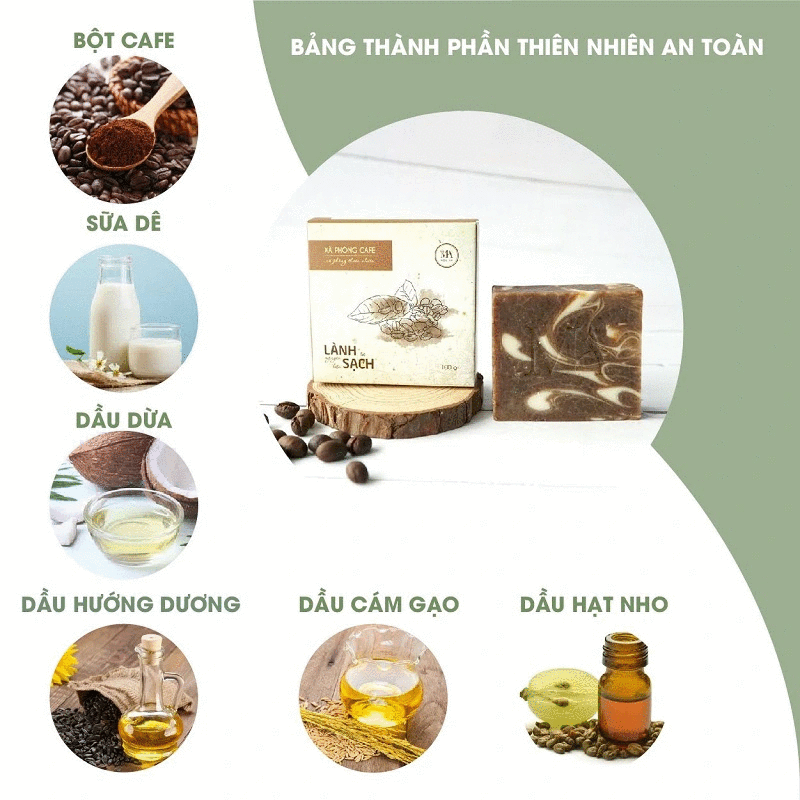 BẢNG THÀNH PHẦN THIÊN NHIÊN AN TOÀN
BỘT CAFE
SỮA DÊ
DẦU DỪA
XÀ PHÒNG CAFE
LÀNH
SẠCH
100 g
DẦU HƯỚNG DƯƠNG
DẦU CÁM GẠO
DẦU HẠT NHO